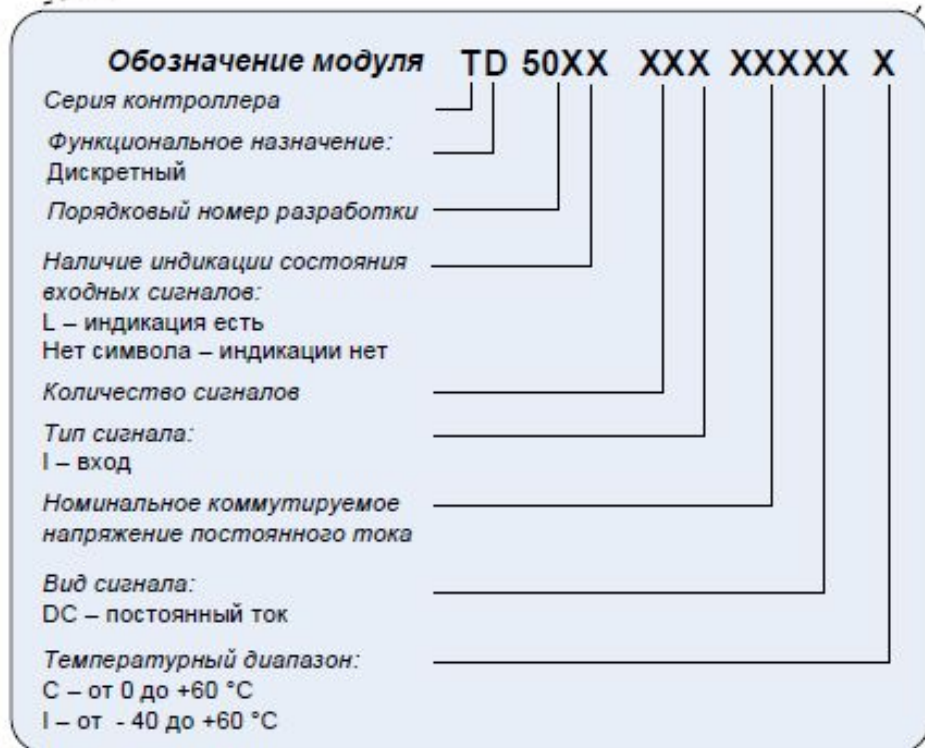 Обозначение модуля TD 50XX XXX XXXXX X
Серия контроллера
Функциональное назначение:
Дискретный
Порядковый номер разработки
Наличие индикации состояния
входных сигналов:
L – индикация есть
Нет символа – индикации нет
Количество сигналов
Тип сигнала:
I – вход
Номинальное коммутируемое
напряжение постоянного тока
Вид сигнала:
DC – постоянный ток
Температурный диапазон:
C – от 0 до +60 °C
I – от - 40 до +60 °C